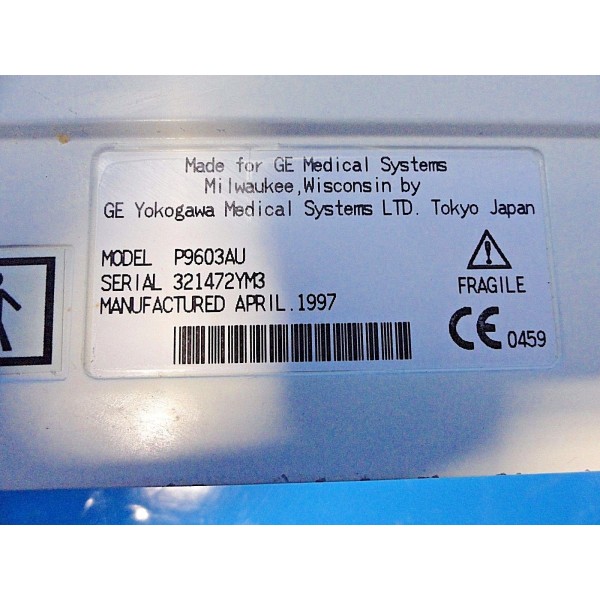 Made for GE Medical Systems
Milwaukee,Wisconsin by
GE Yokogawa Medical Systems LTD. Tokyo Japan
MODEL P9603AU
SERIAL 321472YM3
MANUFACTURED APRIL.1997
FRAGILE
CE 0459